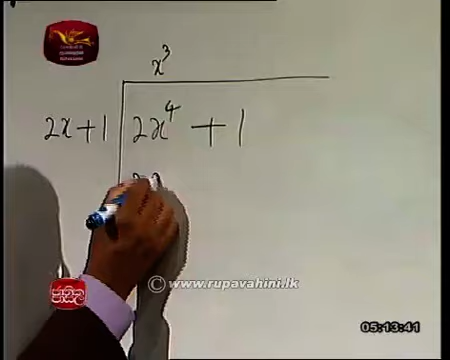 x³
2x + 1 2x⁴ + 1
© www.rupavahini.lk
05:13:41